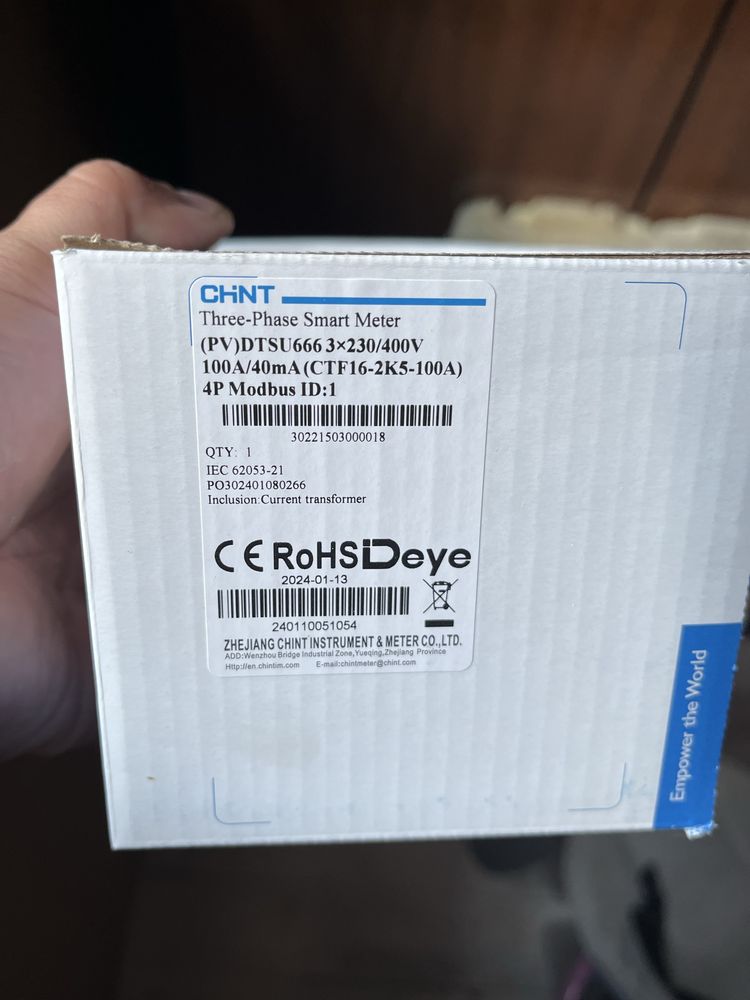 CHINT
Three-Phase Smart Meter
(PV)DTSU666 3×230/400V
100A/40mA(CTF16-2K5-100A)
4P Modbus ID:1
30221503000018
QTY: 1
IEC 62053-21
PO302401080266
Inclusion:Current transformer
CE RoHS Deye
2024-01-13
240110051054
ZHEJIANG CHINT INSTRUMENT & METER CO.,LTD.
ADD:Wenzhou Bridge Industrial Zone,Yueqing,Zhejiang Province
Http://en.chintim.com E-mail:chintmeter@chint.com
Empower the World